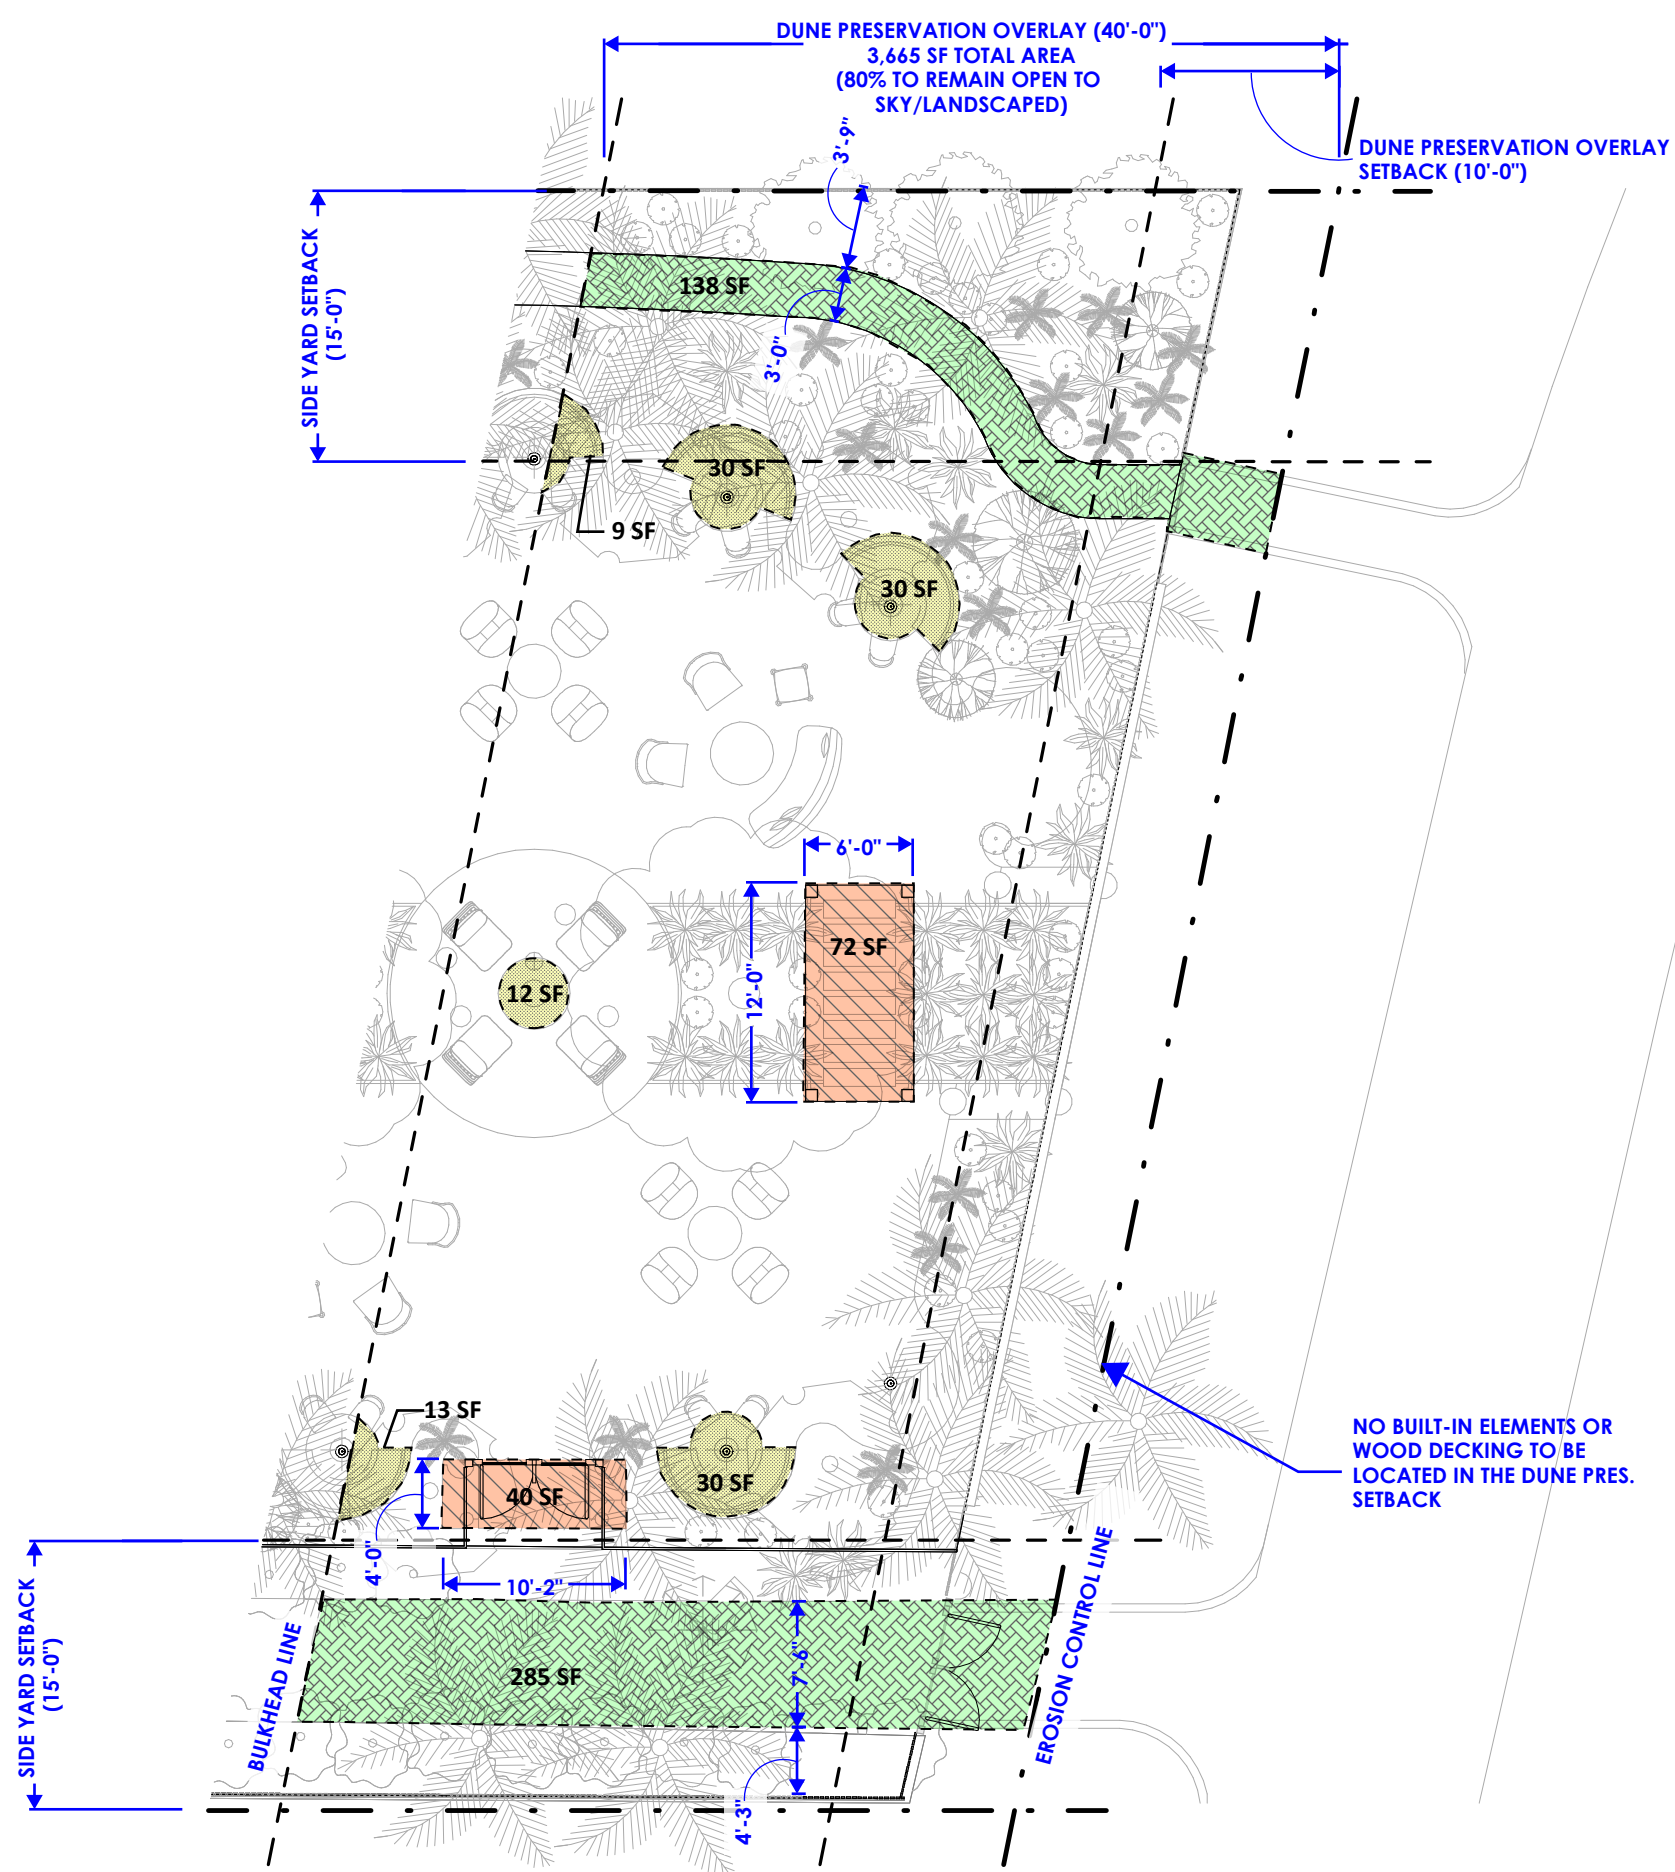 DUNE PRESERVATION OVERLAY (40'-0")
3,665 SF TOTAL AREA
(80% TO REMAIN OPEN TO
SKY/LANDSCAPED)
DUNE PRESERVATION OVERLAY
SETBACK (10'-0")
3'-9"
SIDE YARD SETBACK
(15'-0")
138 SF
3'-0"
30 SF
9 SF
30 SF
6'-0"
72 SF
12'-0"
12 SF
13 SF
30 SF
40 SF
4'-0"
10'-2"
NO BUILT-IN ELEMENTS OR
WOOD DECKING TO BE
LOCATED IN THE DUNE PRES.
SETBACK
SIDE YARD SETBACK
(15'-0")
BULKHEAD LINE
285 SF
7'-6"
EROSION CONTROL LINE
4'-3"